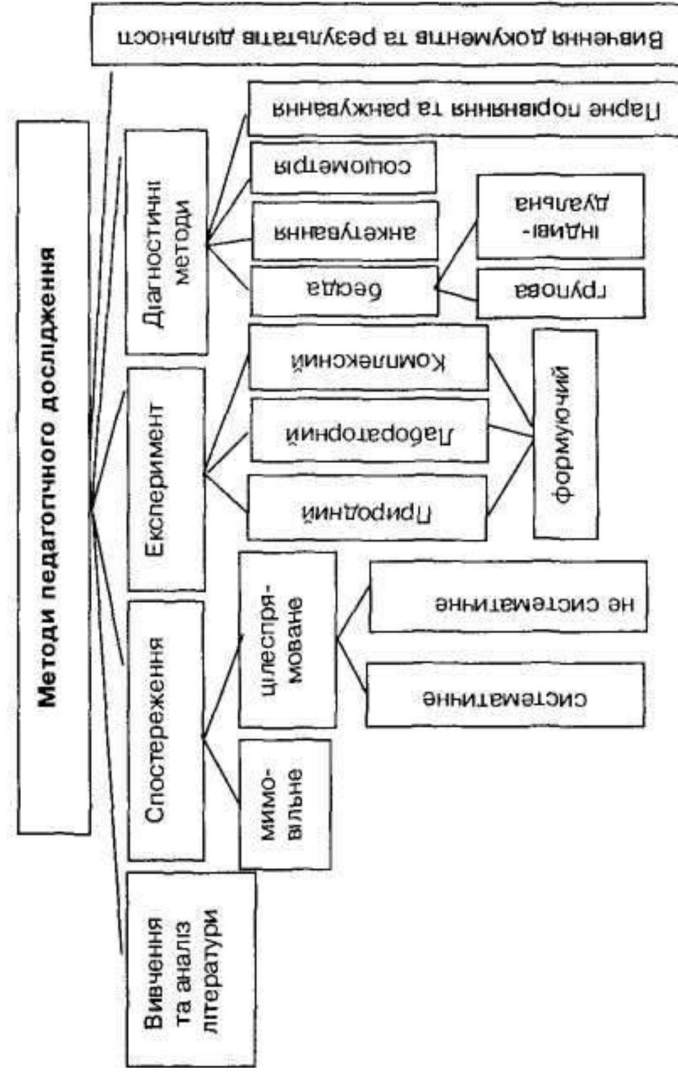 Методи педагогічного дослідження
Вивчення
та аналіз
літератури
Спостереження
Експеримент
Діагностичні
методи
Вивчення документів та результатів діяльності
мимо-
вільне
цілеспря-
моване
Природний
Лабораторний
Комплексний
бесіда
анкетування
соціометрія
Парне порівняння та ранжування
систематичне
не систематичне
формуючий
групова
індиві-
дуальна